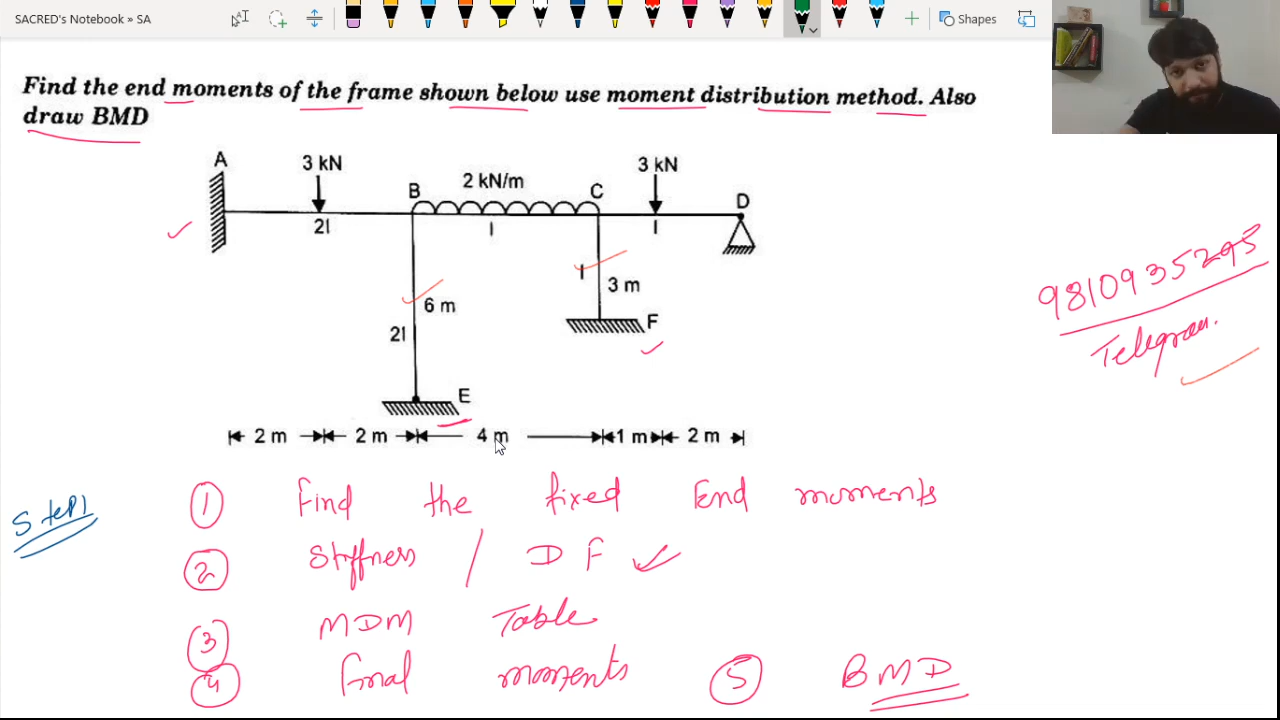 SACRED's Notebook » SA
Shapes
Find the end moments of the frame shown below use moment distribution method. Also
draw BMD
A
3 kN
B
2 kN/m
C
3 kN
D
2I
I
I
I
3 m
6 m
2I
F
E
2 m 2 m 4 m 1 m 2 m
9810935295
Telegram.
Step1
① Find the fixed End moments
② Stiffness / DF
③ MDM Table
④ final moments ⑤ BMD